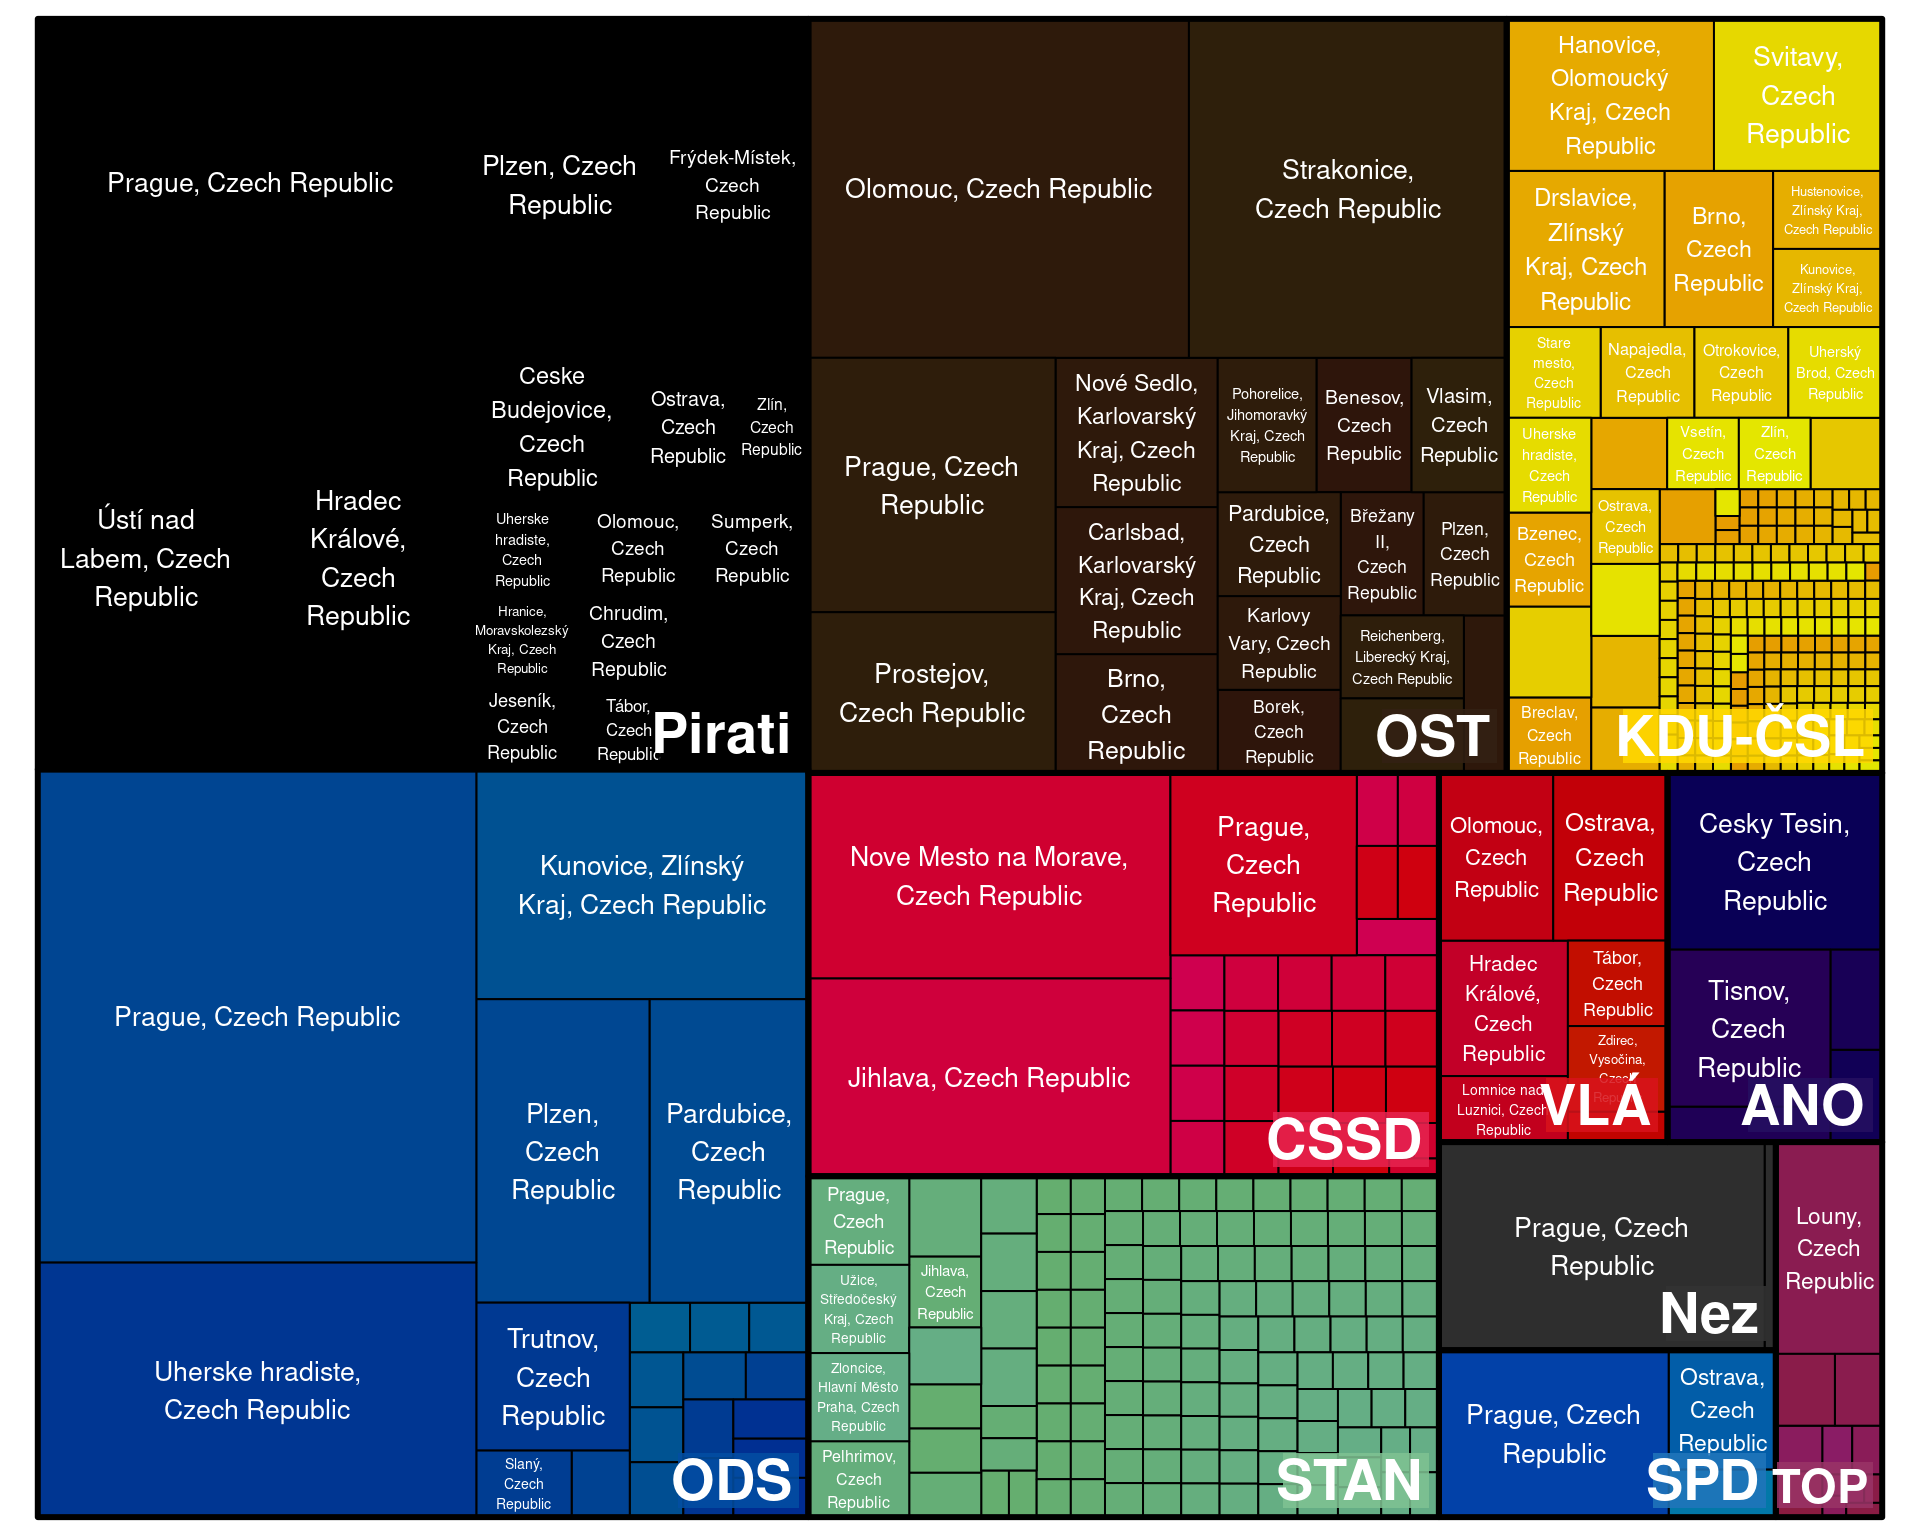 Prague, Czech Republic
Plzen, Czech
Republic
Frýdek-Místek,
Czech
Republic
Ústí nad
Labem, Czech
Republic
Hradec
Králové,
Czech
Republic
Ceske
Budejovice,
Czech
Republic
Ostrava,
Czech
Republic
Zlín,
Czech
Republic
Uherske
hradiste,
Czech
Republic
Olomouc,
Czech
Republic
Sumperk,
Czech
Republic
Hranice,
Moravskolezský
Kraj, Czech
Republic
Chrudim,
Czech
Republic
Jeseník,
Czech
Republic
Tábor,
Czech
Republic
Pirati
Olomouc, Czech Republic
Strakonice,
Czech Republic
Prague, Czech
Republic
Prostejov,
Czech Republic
Nové Sedlo,
Karlovarský
Kraj, Czech
Republic
Carlsbad,
Karlovarský
Kraj, Czech
Republic
Brno,
Czech
Republic
Pohorelice,
Jihomoravký
Kraj, Czech
Republic
Benesov,
Czech
Republic
Vlasim,
Czech
Republic
Pardubice,
Czech
Republic
Břežany
II,
Czech
Republic
Plzen,
Czech
Republic
Karlovy
Vary, Czech
Republic
Reichenberg,
Liberecký Kraj,
Czech Republic
Borek,
Czech
Republic
OST
Hanovice,
Olomoucký
Kraj, Czech
Republic
Svitavy,
Czech
Republic
Drslavice,
Zlínský
Kraj, Czech
Republic
Brno,
Czech
Republic
Hustenovice,
Zlínský Kraj,
Czech Republic
Kunovice,
Zlínský Kraj,
Czech Republic
Stare
mesto,
Czech
Republic
Napajedla,
Czech
Republic
Otrokovice,
Czech
Republic
Uherský
Brod, Czech
Republic
Uherske
hradiste,
Czech
Republic
Vsetín,
Czech
Republic
Zlín,
Czech
Republic
Ostrava,
Czech
Republic
Bzenec,
Czech
Republic
Breclav,
Czech
Republic
KDU-ČSL
Prague, Czech Republic
Kunovice, Zlínský
Kraj, Czech Republic
Plzen,
Czech
Republic
Pardubice,
Czech
Republic
Uherske hradiste,
Czech Republic
Trutnov,
Czech
Republic
Slaný,
Czech
Republic
ODS
Nove Mesto na Morave,
Czech Republic
Prague,
Czech
Republic
Jihlava, Czech Republic
CSSD
Olomouc,
Czech
Republic
Ostrava,
Czech
Republic
Hradec
Králové,
Czech
Republic
Tábor,
Czech
Republic
Zdirec,
Vysočina,
Czech
Republic
Lomnice nad
Luznici, Czech
Republic
VLÁ
Cesky Tesin,
Czech
Republic
Tisnov,
Czech
Republic
ANO
Prague,
Czech
Republic
Užice,
Středočeský
Kraj, Czech
Republic
Jihlava,
Czech
Republic
Zloncice,
Hlavní Město
Praha, Czech
Republic
Pelhrimov,
Czech
Republic
STAN
Prague, Czech
Republic
Nez
Prague, Czech
Republic
Ostrava,
Czech
Republic
SPD
Louny,
Czech
Republic
TOP